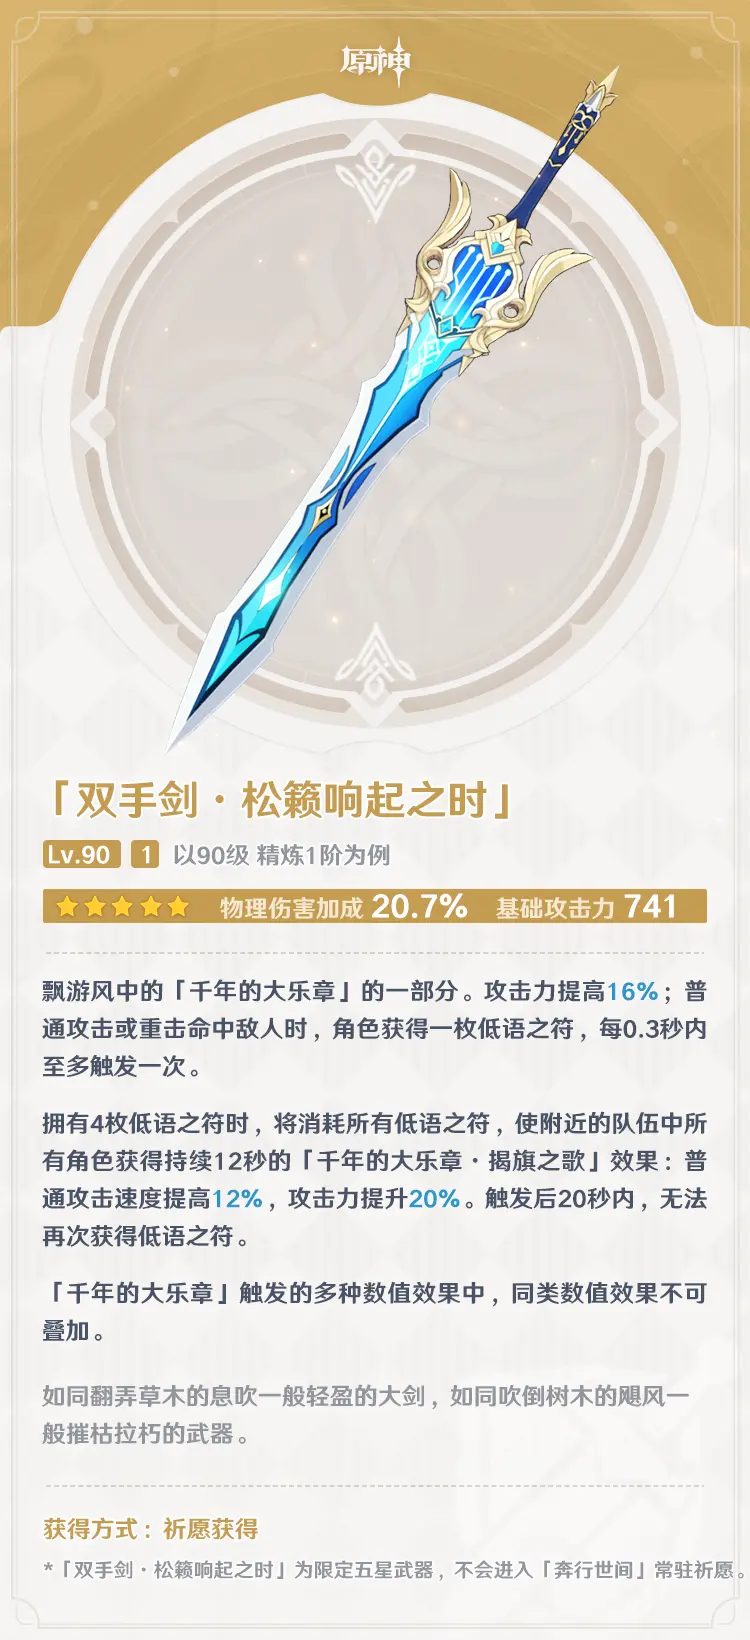 原神
「双手剑·松籁响起之时」
Lv.90 1 以90级 精炼1阶为例
物理伤害加成 20.7% 基础攻击力 741
飘游风中的「千年的大乐章」的一部分。攻击力提高16%；普
通攻击或重击命中敌人时，角色获得一枚低语之符，每0.3秒内
至多触发一次。
拥有4枚低语之符时，将消耗所有低语之符，使附近的队伍中所
有角色获得持续12秒的「千年的大乐章·揭旗之歌」效果：普
通攻击速度提高12%，攻击力提升20%。触发后20秒内，无法
再次获得低语之符。
「千年的大乐章」触发的多种数值效果中，同类数值效果不可
叠加。
如同翻弄草木的息吹一般轻盈的大剑，如同吹倒树木的飓风一
般摧枯拉朽的武器。
获得方式：祈愿获得
*「双手剑·松籁响起之时」为限定五星武器，不会进入「奔行世间」常驻祈愿。